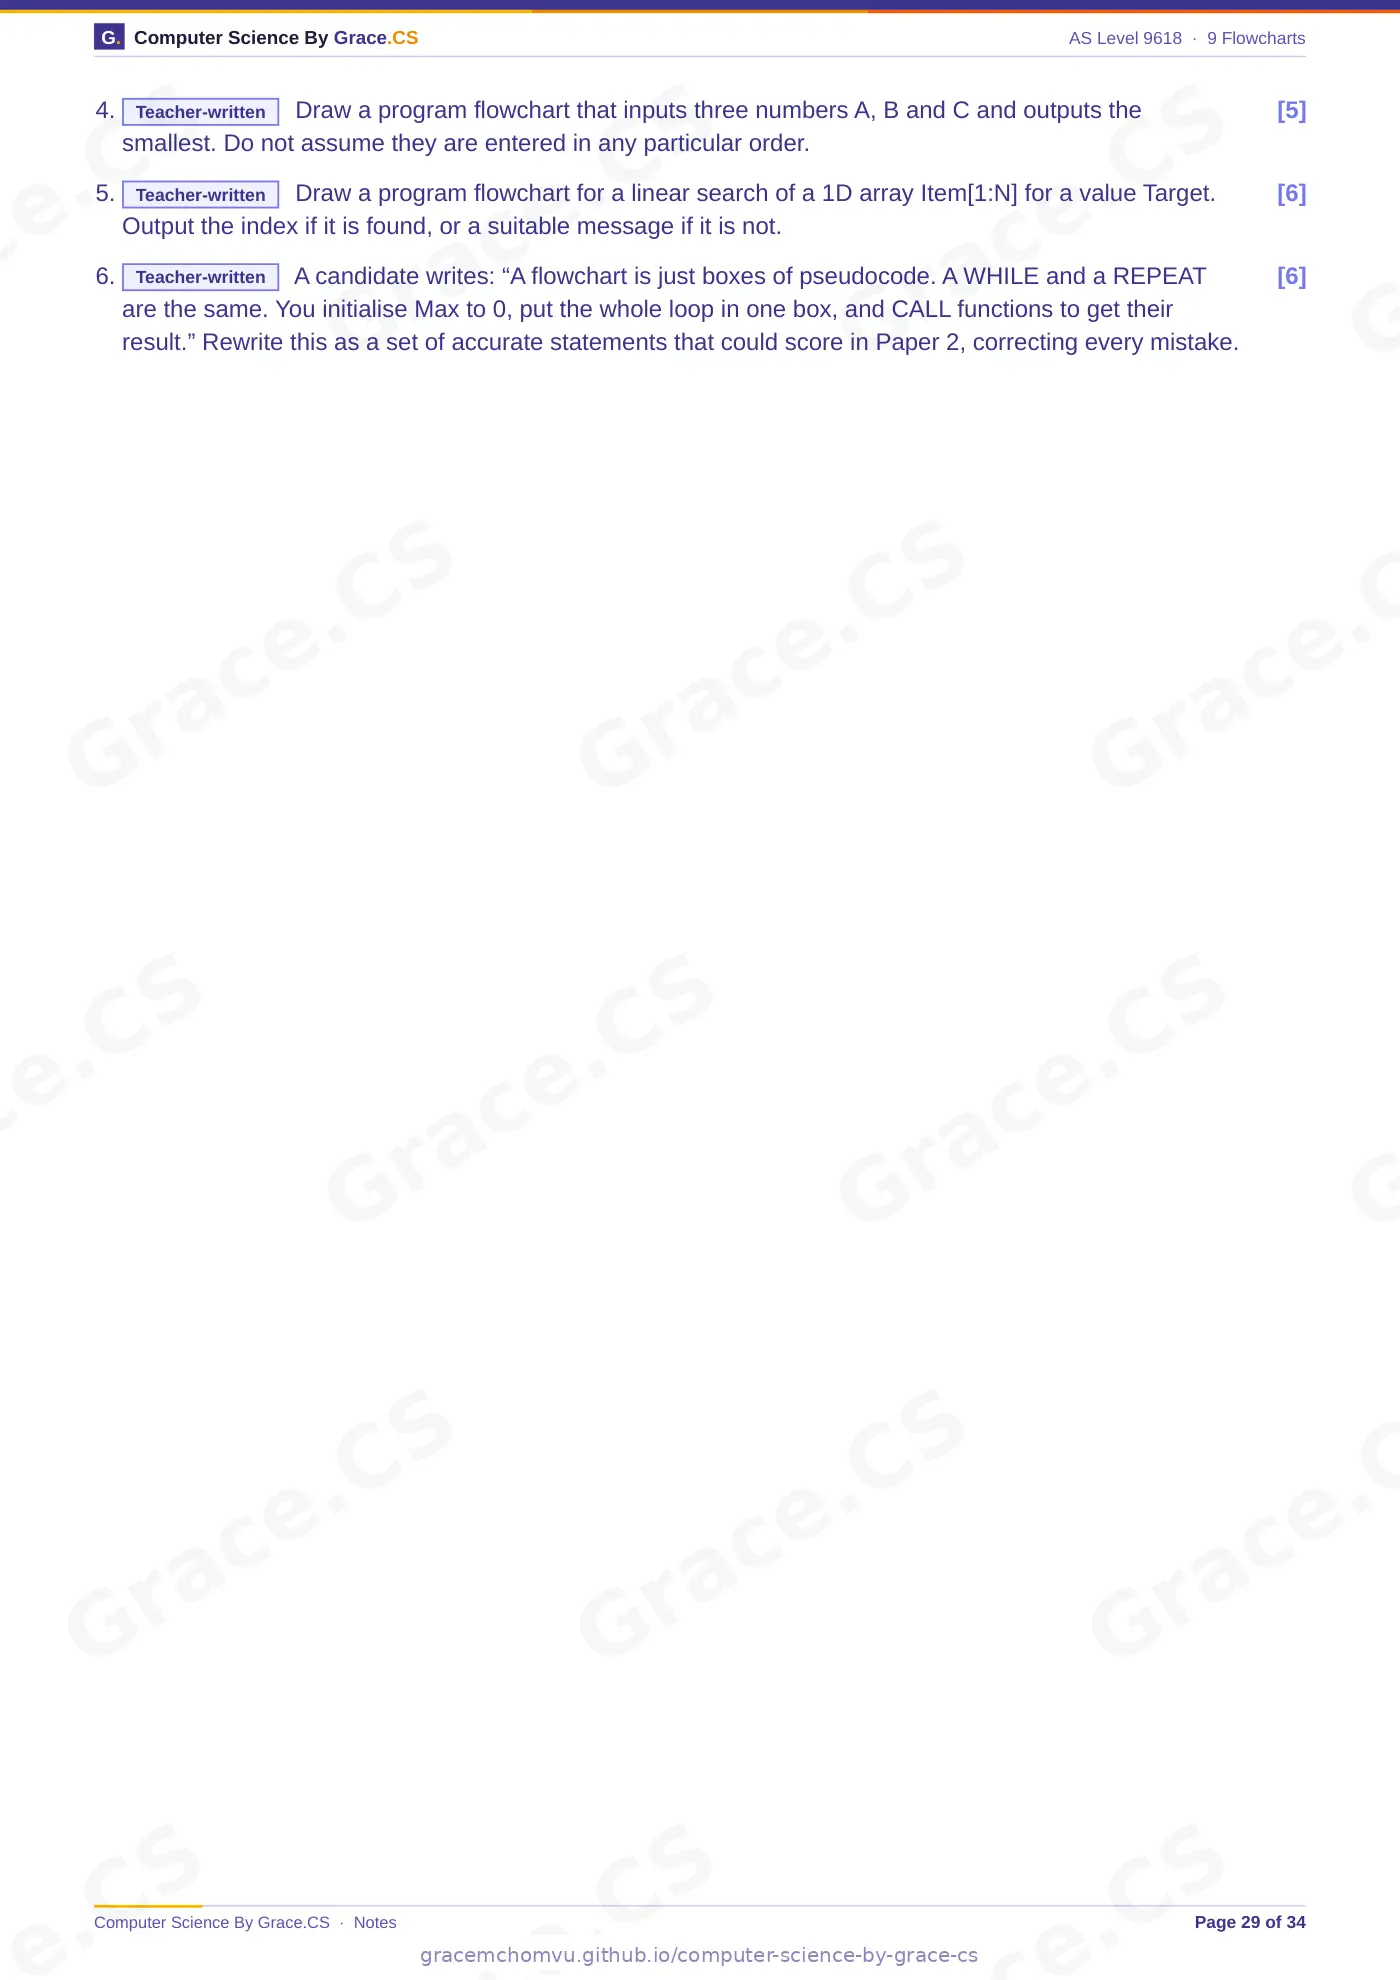 G. Computer Science By Grace.CS
AS Level 9618 · 9 Flowcharts
4. Teacher-written Draw a program flowchart that inputs three numbers A, B and C and outputs the [5]
smallest. Do not assume they are entered in any particular order.
5. Teacher-written Draw a program flowchart for a linear search of a 1D array Item[1:N] for a value Target. [6]
Output the index if it is found, or a suitable message if it is not.
6. Teacher-written A candidate writes: “A flowchart is just boxes of pseudocode. A WHILE and a REPEAT [6]
are the same. You initialise Max to 0, put the whole loop in one box, and CALL functions to get their
result.” Rewrite this as a set of accurate statements that could score in Paper 2, correcting every mistake.
Computer Science By Grace.CS · Notes
Page 29 of 34
gracemchomvu.github.io/computer-science-by-grace-cs